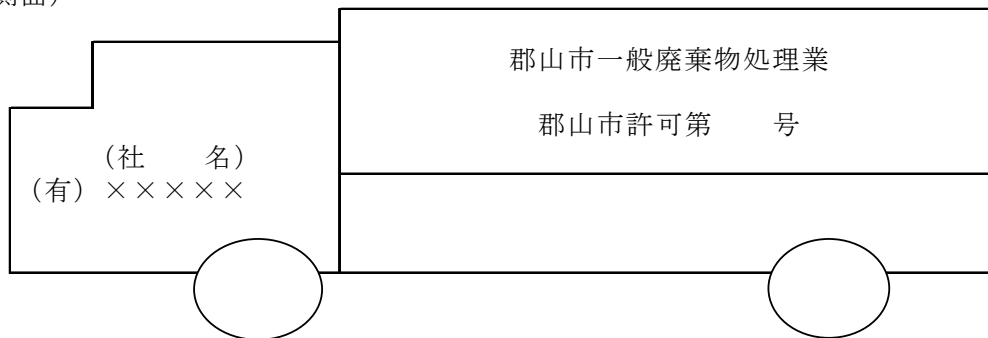 面）
郡山市一般廃棄物処理業
郡山市許可第　　号
（社　　名）
（有）×××××